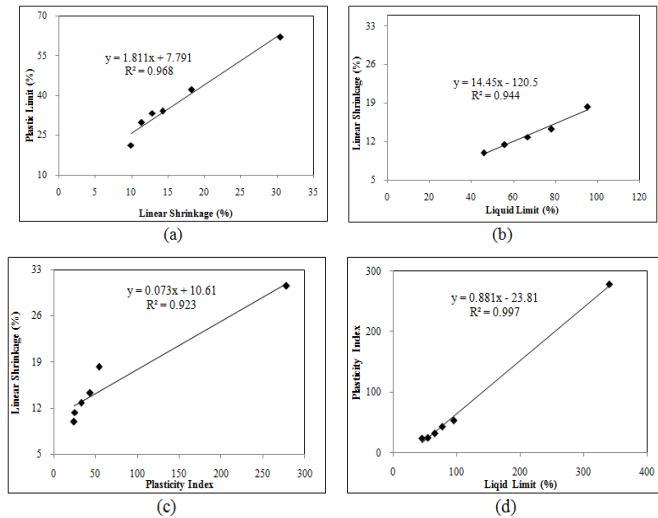 70
55
40
25
10
Plastic Limit (%)
y = 1.811x + 7.791
R² = 0.968
0 5 10 15 20 25 30 35
Linear Shrinkage (%)
(a)
33
26
19
12
5
Linear Shrinkage (%)
y = 14.45x - 120.5
R² = 0.944
0 20 40 60 80 100 120
Liquid Limit (%)
(b)
33
26
19
12
5
Linear Shrinkage (%)
y = 0.073x + 10.61
R² = 0.923
0 50 100 150 200 250 300
Plasticity Index
(c)
300
200
100
0
Plasticity Index
y = 0.881x - 23.81
R² = 0.997
0 100 200 300 400
Liqid Limit (%)
(d)